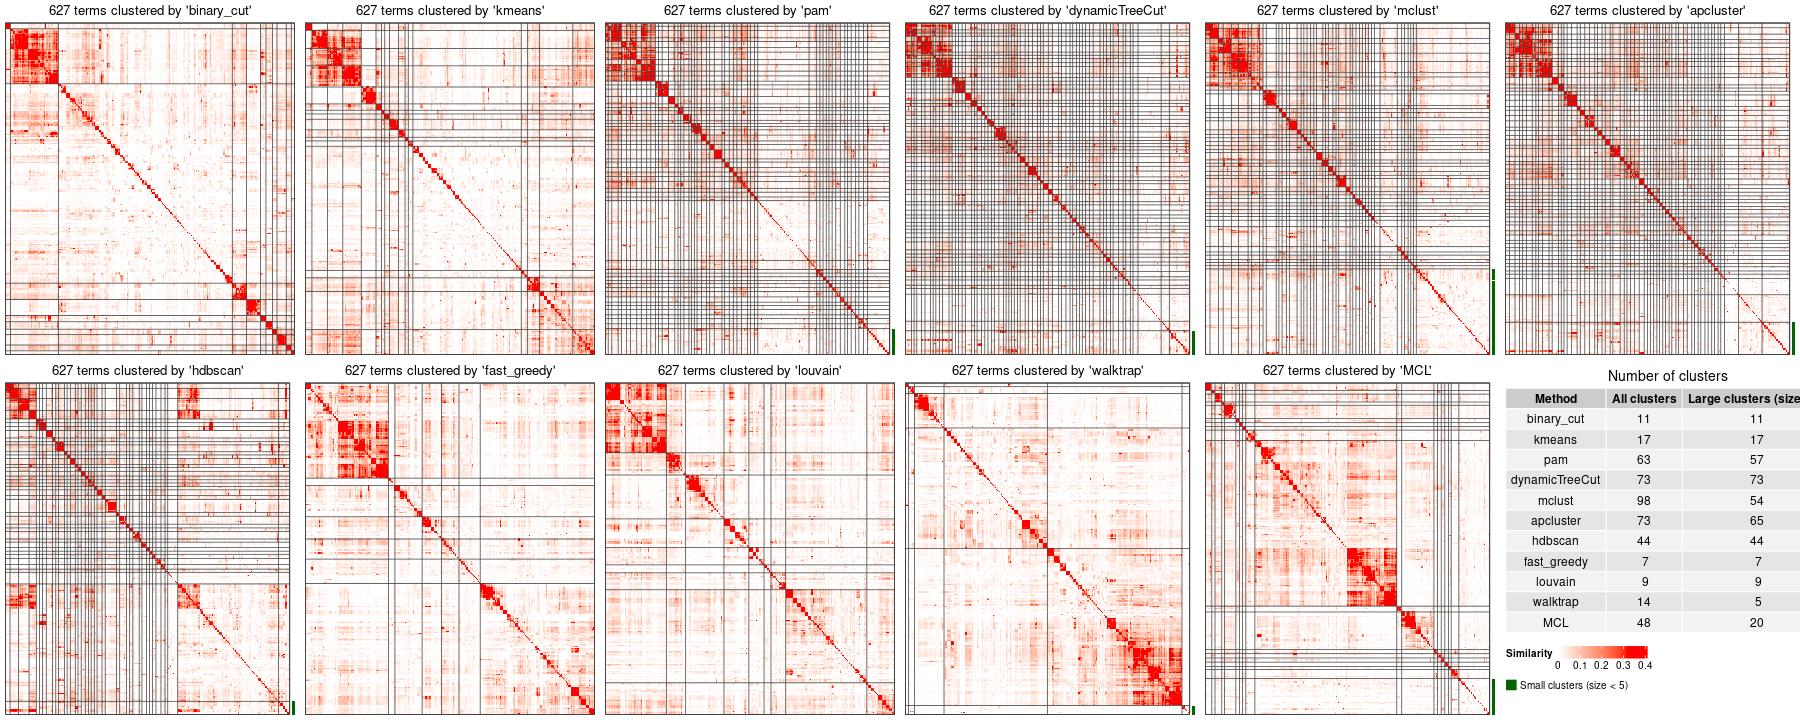 627 terms clustered by 'binary_cut'
627 terms clustered by 'kmeans'
627 terms clustered by 'pam'
627 terms clustered by 'dynamicTreeCut'
627 terms clustered by 'mclust'
627 terms clustered by 'apcluster'
627 terms clustered by 'hdbscan'
627 terms clustered by 'fast_greedy'
627 terms clustered by 'louvain'
627 terms clustered by 'walktrap'
627 terms clustered by 'MCL'
Number of clusters
Method All clusters Large clusters (size
binary_cut 11 11
kmeans 17 17
pam 63 57
dynamicTreeCut 73 73
mclust 98 54
apcluster 73 65
hdbscan 44 44
fast_greedy 7 7
louvain 9 9
walktrap 14 5
MCL 48 20
Similarity
0 0.1 0.2 0.3 0.4
Small clusters (size < 5)